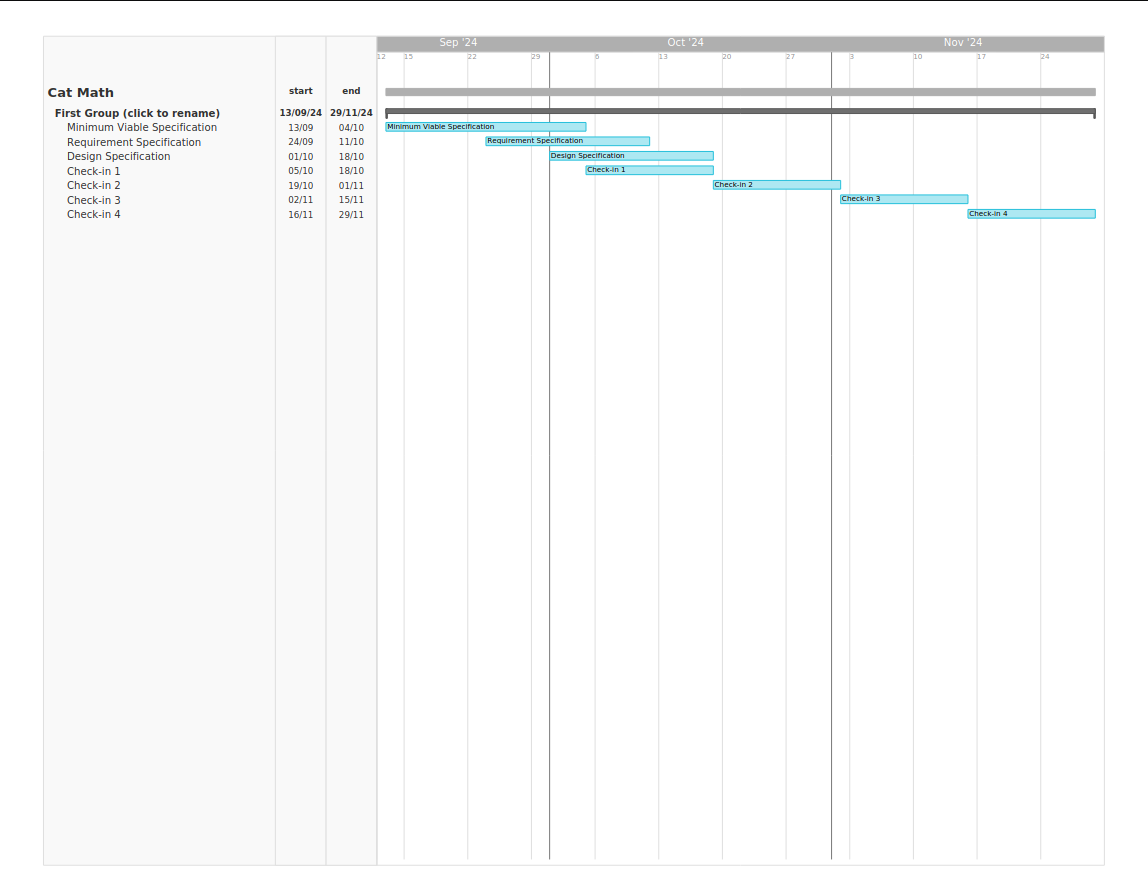 Sep '24 Oct '24 Nov '24
12 15 22 29 6 13 20 27 3 10 17 24
Cat Math start end
First Group (click to rename) 13/09/24 29/11/24
Minimum Viable Specification 13/09 04/10 Minimum Viable Specification
Requirement Specification 24/09 11/10 Requirement Specification
Design Specification 01/10 18/10 Design Specification
Check-in 1 05/10 18/10 Check-in 1
Check-in 2 19/10 01/11 Check-in 2
Check-in 3 02/11 15/11 Check-in 3
Check-in 4 16/11 29/11 Check-in 4